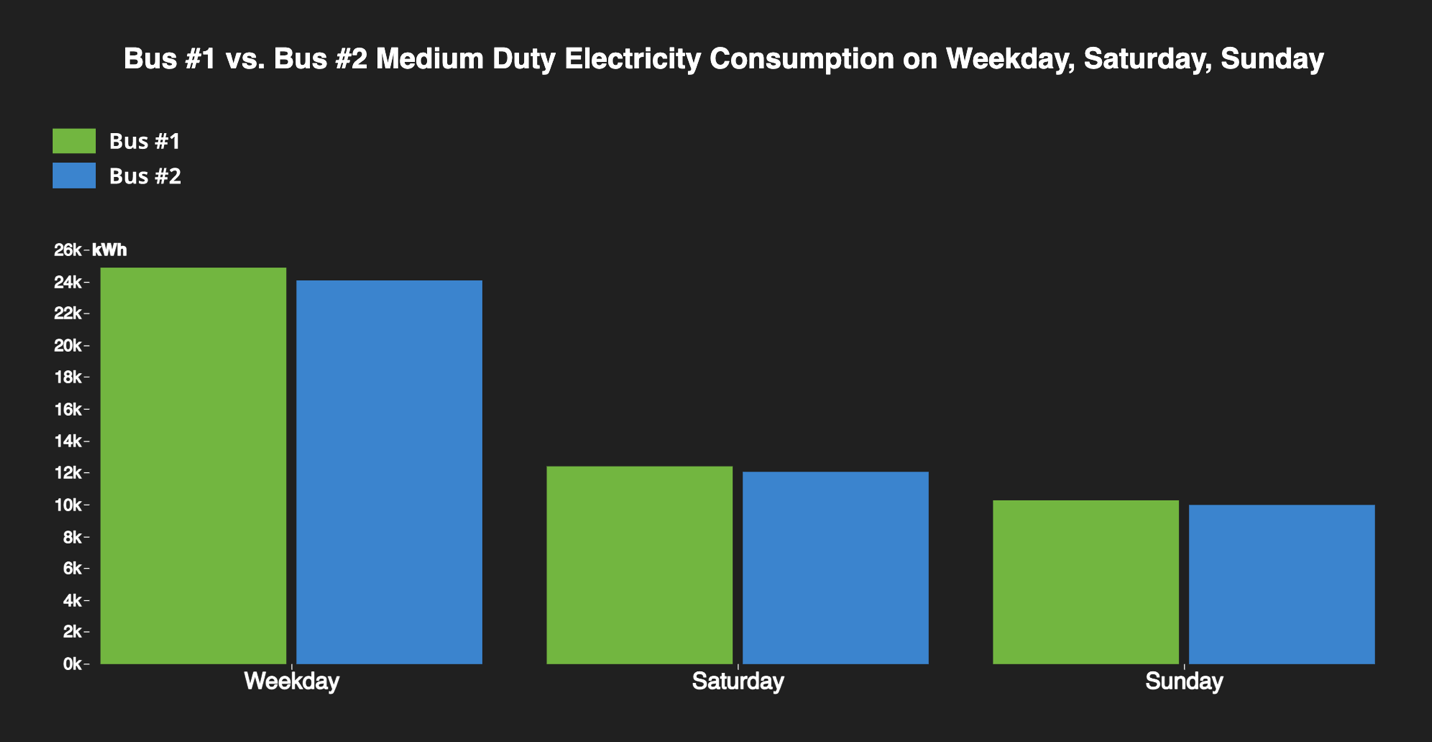 Bus #1 vs. Bus #2 Medium Duty Electricity Consumption on Weekday, Saturday, Sunday
Bus #1
Bus #2
26k kWh
24k
22k
20k
18k
16k
14k
12k
10k
8k
6k
4k
2k
0k
Weekday Saturday Sunday